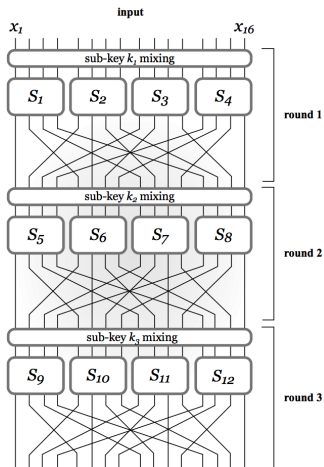 input
x1 x16
sub-key k1 mixing
S1 S2 S3 S4
round 1
sub-key k2 mixing
S5 S6 S7 S8
round 2
sub-key k3 mixing
S9 S10 S11 S12
round 3